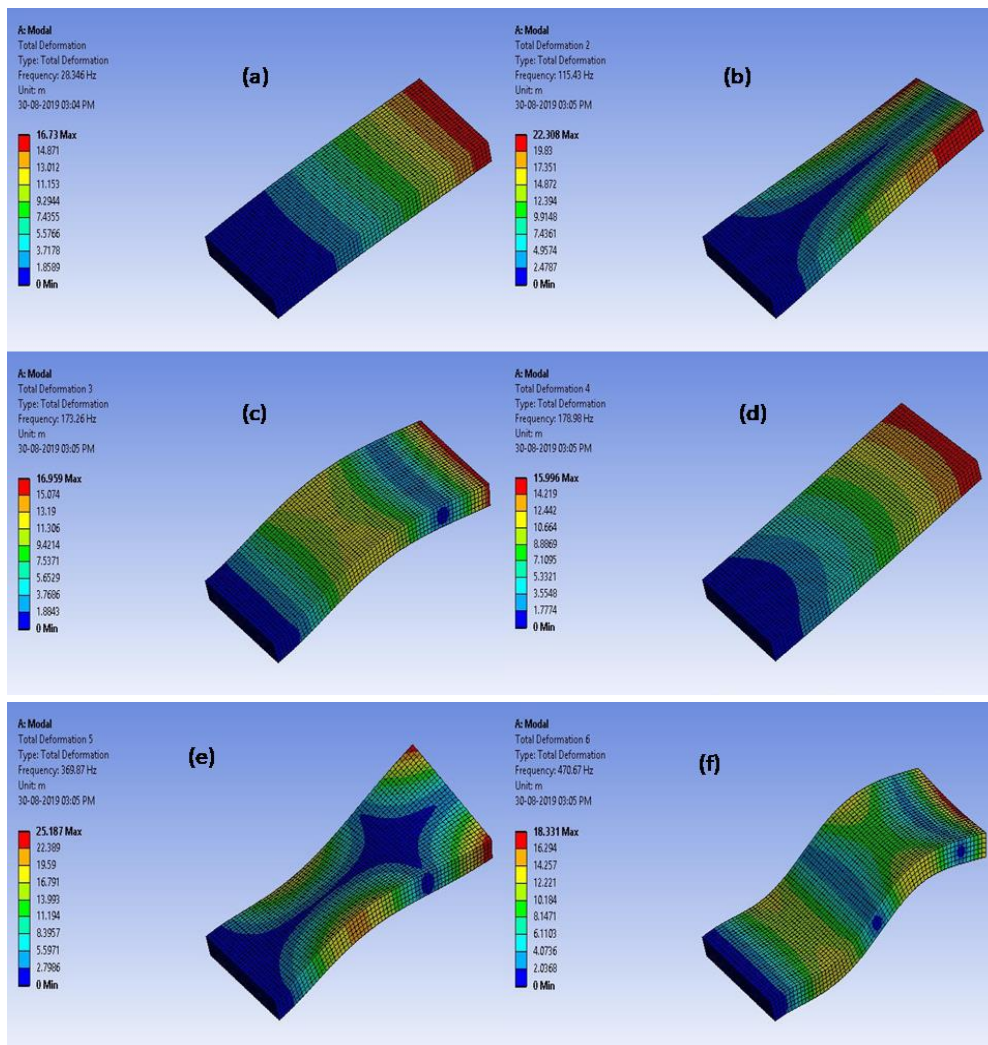 A: Modal
Total Deformation
Type: Total Deformation
Frequency: 28.346 Hz
Unit: m
30-08-2019 03:04 PM
(a)
16.73 Max
14.871
13.012
11.153
9.2944
7.4355
5.5766
3.7178
1.8589
0 Min
A: Modal
Total Deformation 2
Type: Total Deformation
Frequency: 115.43 Hz
Unit: m
30-08-2019 03:05 PM
(b)
22.308 Max
19.83
17.351
14.872
12.394
9.9148
7.4361
4.9574
2.4787
0 Min
A: Modal
Total Deformation 3
Type: Total Deformation
Frequency: 173.26 Hz
Unit: m
30-08-2019 03:05 PM
(c)
16.959 Max
15.074
13.19
11.306
9.4214
7.5371
5.6529
3.7686
1.8843
0 Min
A: Modal
Total Deformation 4
Type: Total Deformation
Frequency: 178.98 Hz
Unit: m
30-08-2019 03:05 PM
(d)
15.996 Max
14.219
12.442
10.664
8.8869
7.1095
5.3321
3.5548
1.7774
0 Min
A: Modal
Total Deformation 5
Type: Total Deformation
Frequency: 369.87 Hz
Unit: m
30-08-2019 03:05 PM
(e)
25.187 Max
22.389
19.59
16.791
13.993
11.194
8.3957
5.5971
2.7986
0 Min
A: Modal
Total Deformation 6
Type: Total Deformation
Frequency: 470.67 Hz
Unit: m
30-08-2019 03:05 PM
(f)
18.331 Max
16.294
14.257
12.221
10.184
8.1471
6.1103
4.0736
2.0368
0 Min